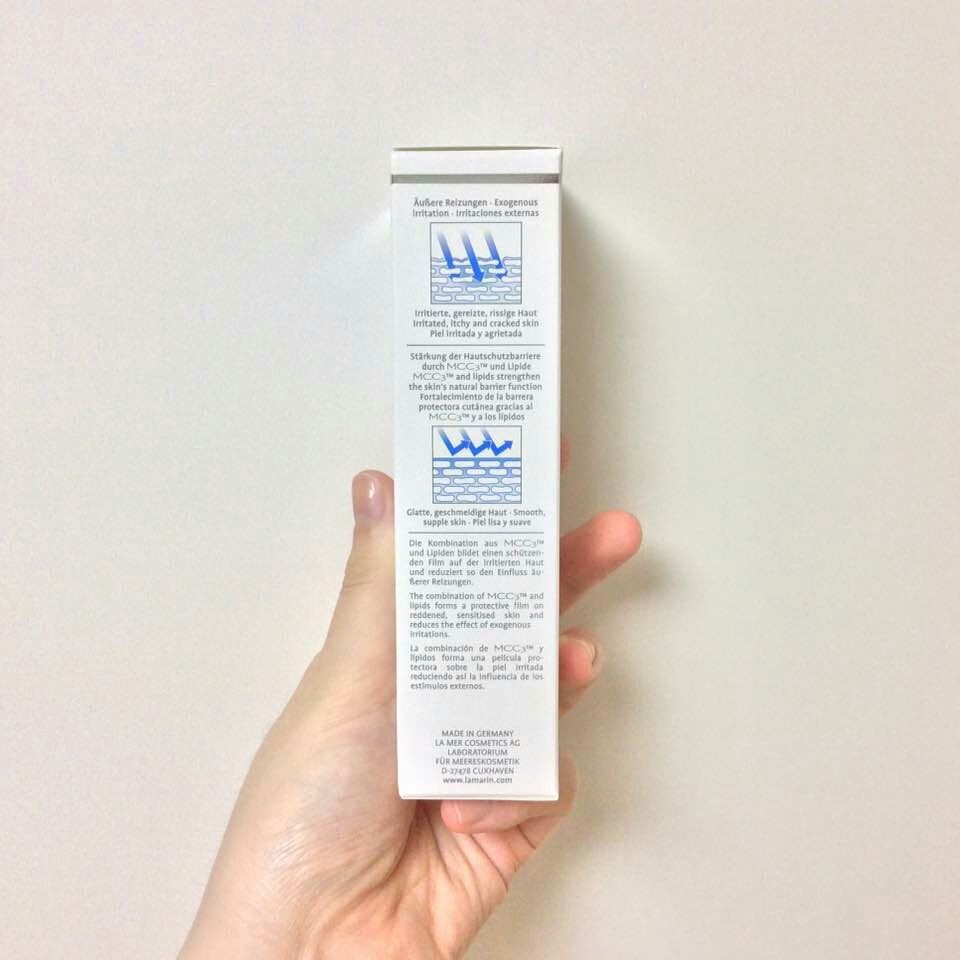 Äußere Reizungen · Exogenous
Irritation · Irritaciones externas
Irritierte, gereizte, rissige Haut
Irritated, itchy and cracked skin
Piel irritada y agrietada
Stärkung der Hautschutzbarriere
durch MCC3™ und Lipide
MCC3™ and lipids strengthen
the skin's natural barrier function
Fortalecimiento de la barrera
protectora cutánea gracias al
MCC3™ y a los lípidos
Glatte, geschmeidige Haut · Smooth,
supple skin · Piel lisa y suave
Die Kombination aus MCC3™
und Lipiden bildet einen schützen-
den Film auf der irritierten Haut
und reduziert so den Einfluss äu-
ßerer Reizungen.
The combination of MCC3™ and
lipids forms a protective film on
reddened, sensitised skin and
reduces the effect of exogenous
irritations.
La combinación de MCC3™ y
lípidos forma una película pro-
tectora sobre la piel irritada
reduciendo así la influencia de los
estímulos externos.
MADE IN GERMANY
LA MER COSMETICS AG
LABORATORIUM
FÜR MEERESKOSMETIK
D-27478 CUXHAVEN
www.lamarin.com